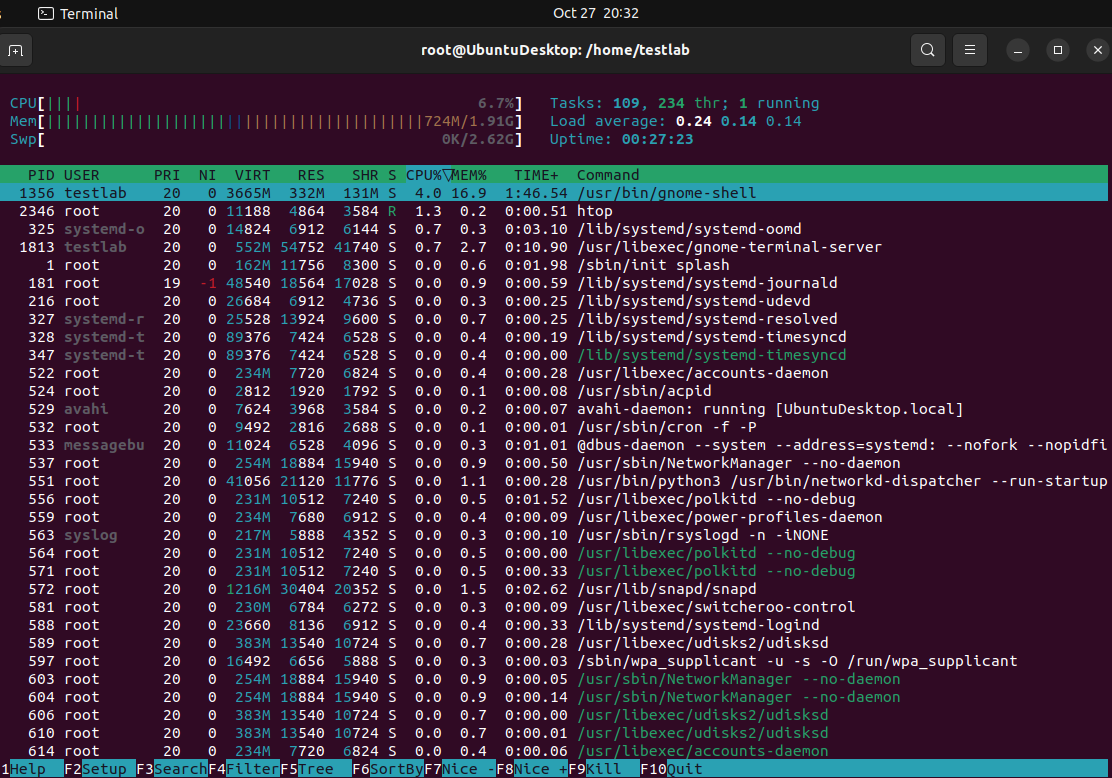 Terminal
Oct 27 20:32
root@UbuntuDesktop: /home/testlab
CPU[|||| 6.7%] Tasks: 109, 234 thr; 1 running
Mem[||||||||||||||||||||||||||||||||||||||||||724M/1.91G] Load average: 0.24 0.14 0.14
Swp[ 0K/2.62G] Uptime: 00:27:23
PID USER PRI NI VIRT RES SHR S CPU%▽MEM% TIME+ Command
1356 testlab 20 0 3665M 332M 131M S 4.0 16.9 1:46.54 /usr/bin/gnome-shell
2346 root 20 0 11188 4864 3584 R 1.3 0.2 0:00.51 htop
325 systemd-o 20 0 14824 6912 6144 S 0.7 0.3 0:03.10 /lib/systemd/systemd-oomd
1813 testlab 20 0 552M 54752 41740 S 0.7 2.7 0:10.90 /usr/libexec/gnome-terminal-server
1 root 20 0 162M 11756 8300 S 0.0 0.6 0:01.98 /sbin/init splash
181 root 19 -1 48540 18564 17028 S 0.0 0.9 0:00.59 /lib/systemd/systemd-journald
216 root 20 0 26684 6912 4736 S 0.0 0.3 0:00.25 /lib/systemd/systemd-udevd
327 systemd-r 20 0 25528 13924 9600 S 0.0 0.7 0:00.25 /lib/systemd/systemd-resolved
328 systemd-t 20 0 89376 7424 6528 S 0.0 0.4 0:00.19 /lib/systemd/systemd-timesyncd
347 systemd-t 20 0 89376 7424 6528 S 0.0 0.4 0:00.00 /lib/systemd/systemd-timesyncd
522 root 20 0 234M 7720 6824 S 0.0 0.4 0:00.28 /usr/libexec/accounts-daemon
524 root 20 0 2812 1920 1792 S 0.0 0.1 0:00.08 /usr/sbin/acpid
529 avahi 20 0 7624 3968 3584 S 0.0 0.2 0:00.07 avahi-daemon: running [UbuntuDesktop.local]
532 root 20 0 9492 2816 2688 S 0.0 0.1 0:00.01 /usr/sbin/cron -f -P
533 messagebu 20 0 11024 6528 4096 S 0.0 0.3 0:01.01 @dbus-daemon --system --address=systemd: --nofork --nopidfi
537 root 20 0 254M 18884 15940 S 0.0 0.9 0:00.50 /usr/sbin/NetworkManager --no-daemon
551 root 20 0 41056 21120 11776 S 0.0 1.1 0:00.28 /usr/bin/python3 /usr/bin/networkd-dispatcher --run-startup
556 root 20 0 231M 10512 7240 S 0.0 0.5 0:01.52 /usr/libexec/polkitd --no-debug
559 root 20 0 234M 7680 6912 S 0.0 0.4 0:00.09 /usr/libexec/power-profiles-daemon
563 syslog 20 0 217M 5888 4352 S 0.0 0.3 0:00.10 /usr/sbin/rsyslogd -n -iNONE
564 root 20 0 231M 10512 7240 S 0.0 0.5 0:00.00 /usr/libexec/polkitd --no-debug
571 root 20 0 231M 10512 7240 S 0.0 0.5 0:00.33 /usr/libexec/polkitd --no-debug
572 root 20 0 1216M 30404 20352 S 0.0 1.5 0:02.62 /usr/lib/snapd/snapd
581 root 20 0 230M 6784 6272 S 0.0 0.3 0:00.09 /usr/libexec/switcheroo-control
588 root 20 0 23660 8136 6912 S 0.0 0.4 0:00.33 /lib/systemd/systemd-logind
589 root 20 0 383M 13540 10724 S 0.0 0.7 0:00.28 /usr/libexec/udisks2/udisksd
597 root 20 0 16492 6656 5888 S 0.0 0.3 0:00.03 /sbin/wpa_supplicant -u -s -O /run/wpa_supplicant
603 root 20 0 254M 18884 15940 S 0.0 0.9 0:00.05 /usr/sbin/NetworkManager --no-daemon
604 root 20 0 254M 18884 15940 S 0.0 0.9 0:00.14 /usr/sbin/NetworkManager --no-daemon
606 root 20 0 383M 13540 10724 S 0.0 0.7 0:00.00 /usr/libexec/udisks2/udisksd
610 root 20 0 383M 13540 10724 S 0.0 0.7 0:00.01 /usr/libexec/udisks2/udisksd
614 root 20 0 234M 7720 6824 S 0.0 0.4 0:00.06 /usr/libexec/accounts-daemon
1Help F2Setup F3SearchF4FilterF5Tree F6SortByF7Nice -F8Nice +F9Kill F10Quit